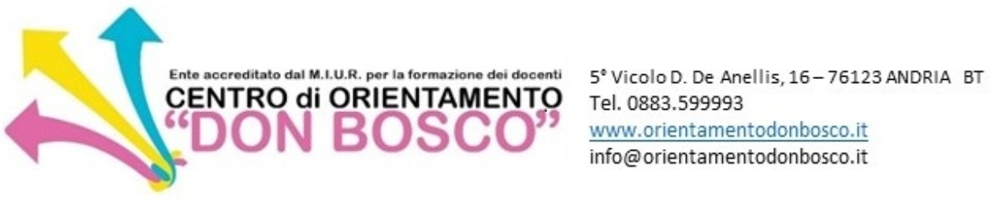 Ente accreditato dal M.I.U.R. per la formazione dei docenti
CENTRO di ORIENTAMENTO
“DON BOSCO”
5° Vicolo D. De Anellis, 16 – 76123 ANDRIA BT
Tel. 0883.599993
www.orientamentodonbosco.it
info@orientamentodonbosco.it